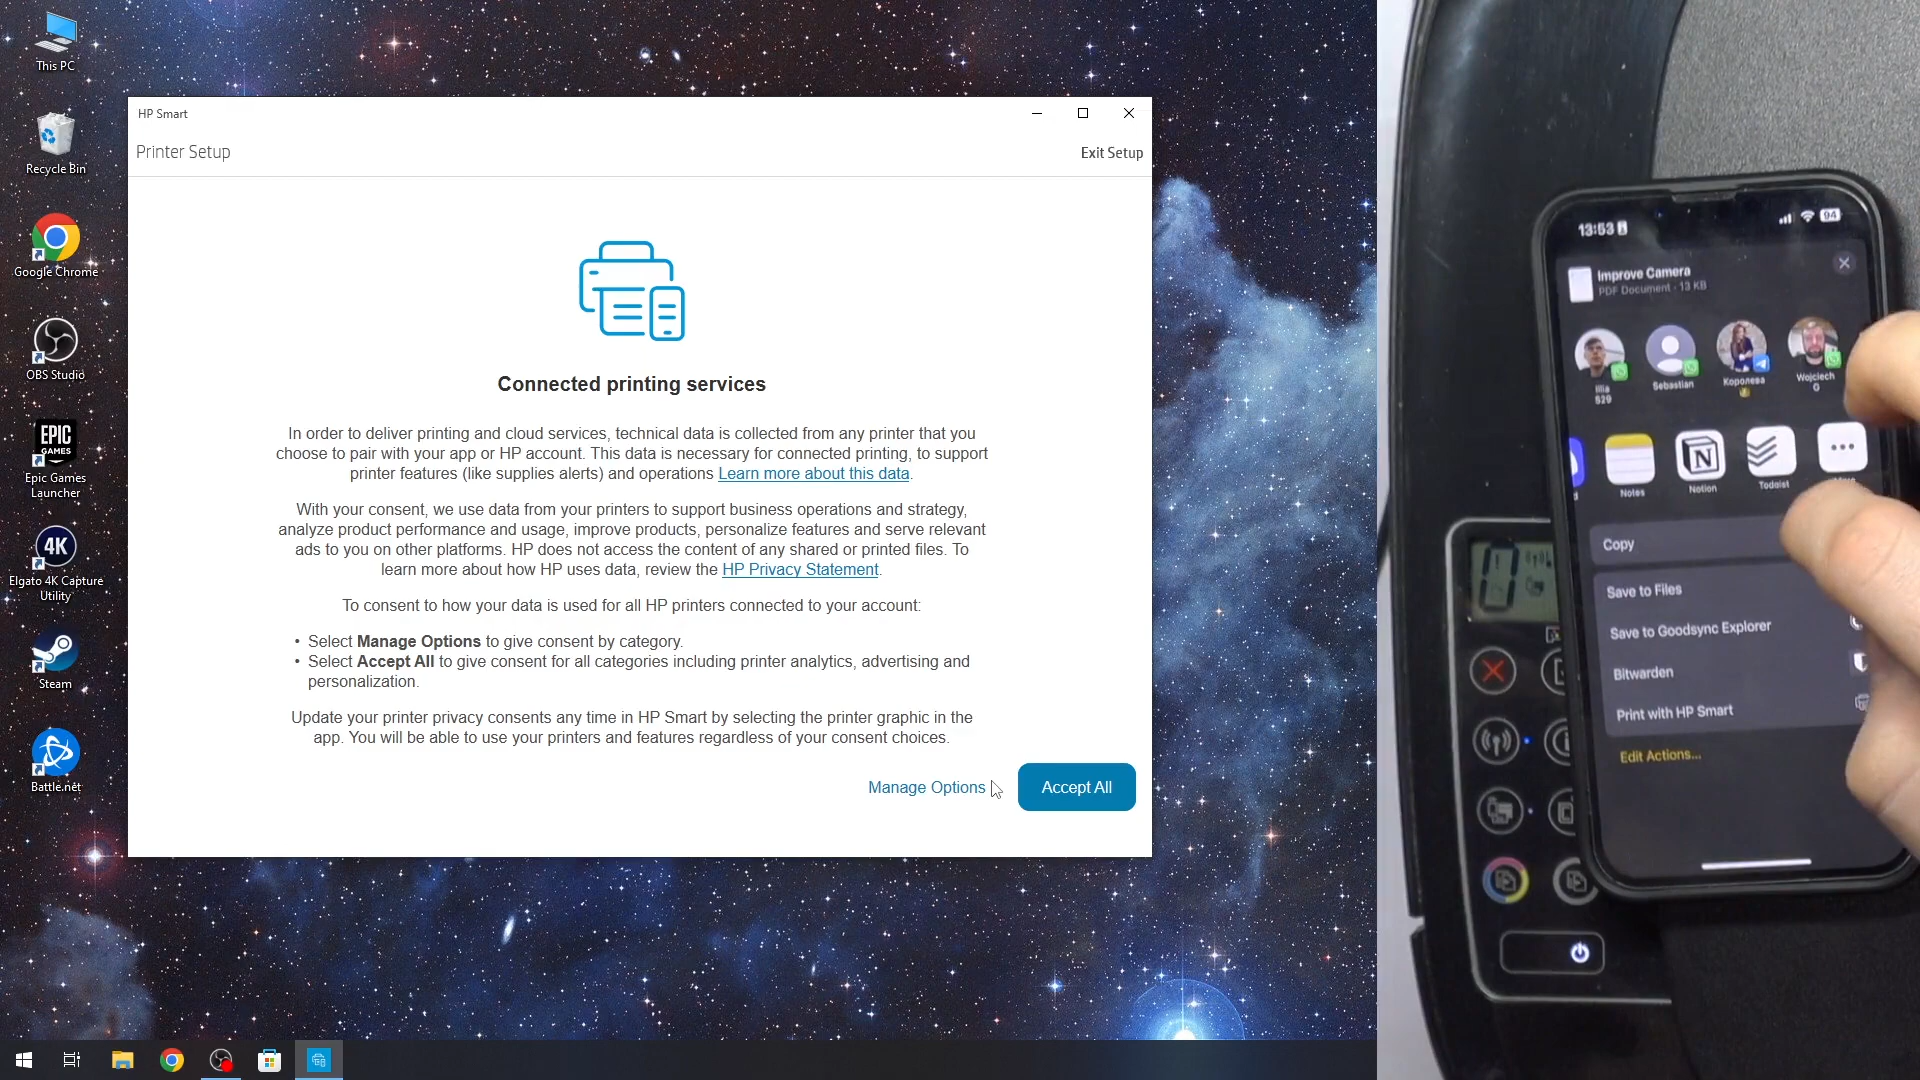 This PC
Recycle Bin
Google Chrome
OBS Studio
EPIC
GAMES
Epic Games
Launcher
4K
Elgato 4K Capture
Utility
Steam
Battle.net
HP Smart
Printer Setup
Exit Setup
Connected printing services
In order to deliver printing and cloud services, technical data is collected from any printer that you
choose to pair with your app or HP account. This data is necessary for connected printing, to support
printer features (like supplies alerts) and operations Learn more about this data.
With your consent, we use data from your printers to support business operations and strategy,
analyze product performance and usage, improve products, personalize features and serve relevant
ads to you on other platforms. HP does not access the content of any shared or printed files. To
learn more about how HP uses data, review the HP Privacy Statement.
To consent to how your data is used for all HP printers connected to your account:
• Select Manage Options to give consent by category.
• Select Accept All to give consent for all categories including printer analytics, advertising and
personalization.
Update your printer privacy consents any time in HP Smart by selecting the printer graphic in the
app. You will be able to use your printers and features regardless of your consent choices.
Manage Options
Accept All
13:53
94
Improve Camera
PDF Document · 13 KB
Illia
529
Sebastian
Королева
Wojciech
G
Notes
Notion
Todoist
Copy
Save to Files
Save to Goodsync Explorer
Bitwarden
Print with HP Smart
Edit Actions...